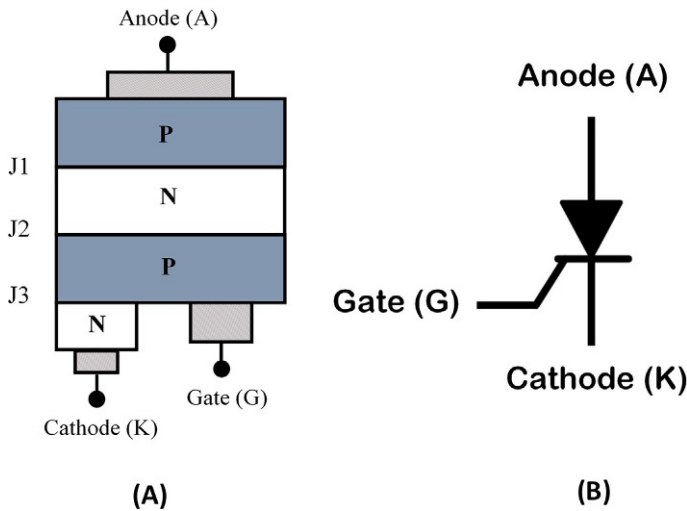 Anode (A)
P
J1
N
J2
P
J3
N
Gate (G)
Cathode (K)
(A)
Anode (A)
Gate (G)
Cathode (K)
(B)